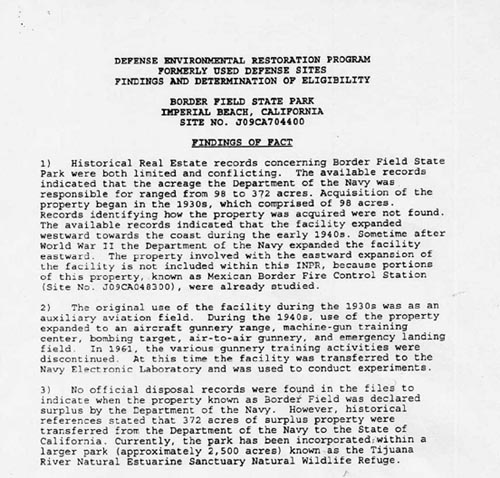 DEFENSE ENVIRONMENTAL RESTORATION PROGRAM
FORMERLY USED DEFENSE SITES
FINDINGS AND DETERMINATION OF ELIGIBILITY
BORDER FIELD STATE PARK
IMPERIAL BEACH, CALIFORNIA
SITE NO. J09CA704400
FINDINGS OF FACT
1) Historical Real Estate records concerning Border Field State
Park were both limited and conflicting. The available records
indicated that the acreage the Department of the Navy was
responsible for ranged from 98 to 372 acres. Acquisition of the
property began in the 1930s, which comprised of 98 acres.
Records identifying how the property was acquired were not found.
The available records indicated that the facility expanded
westward towards the coast during the early 1940s. Sometime after
World War II the Department of the Navy expanded the facility
eastward. The property involved with the eastward expansion of
the facility is not included within this INPR, because portions
of this property, known as Mexican Border Fire Control Station
(Site No. J09CA048300), were already studied.
2) The original use of the facility during the 1930s was as an
auxiliary aviation field. During the 1940s, use of the property
expanded to an aircraft gunnery range, machine-gun training
center, bombing target, air-to-air gunnery, and emergency landing
field. In 1961, the various gunnery training activities were
discontinued. At this time the facility was transferred to the
Navy Electronic Laboratory and was used to conduct experiments.
3) No official disposal records were found in the files to
indicate when the property known as Border Field was declared
surplus by the Department of the Navy. However, historical
references stated that 372 acres of surplus property were
transferred from the Department of the Navy to the State of
California. Currently, the park has been incorporated within a
larger park (approximately 2,500 acres) known as the Tijuana
River Natural Estuarine Sanctuary Natural Wildlife Refuge.